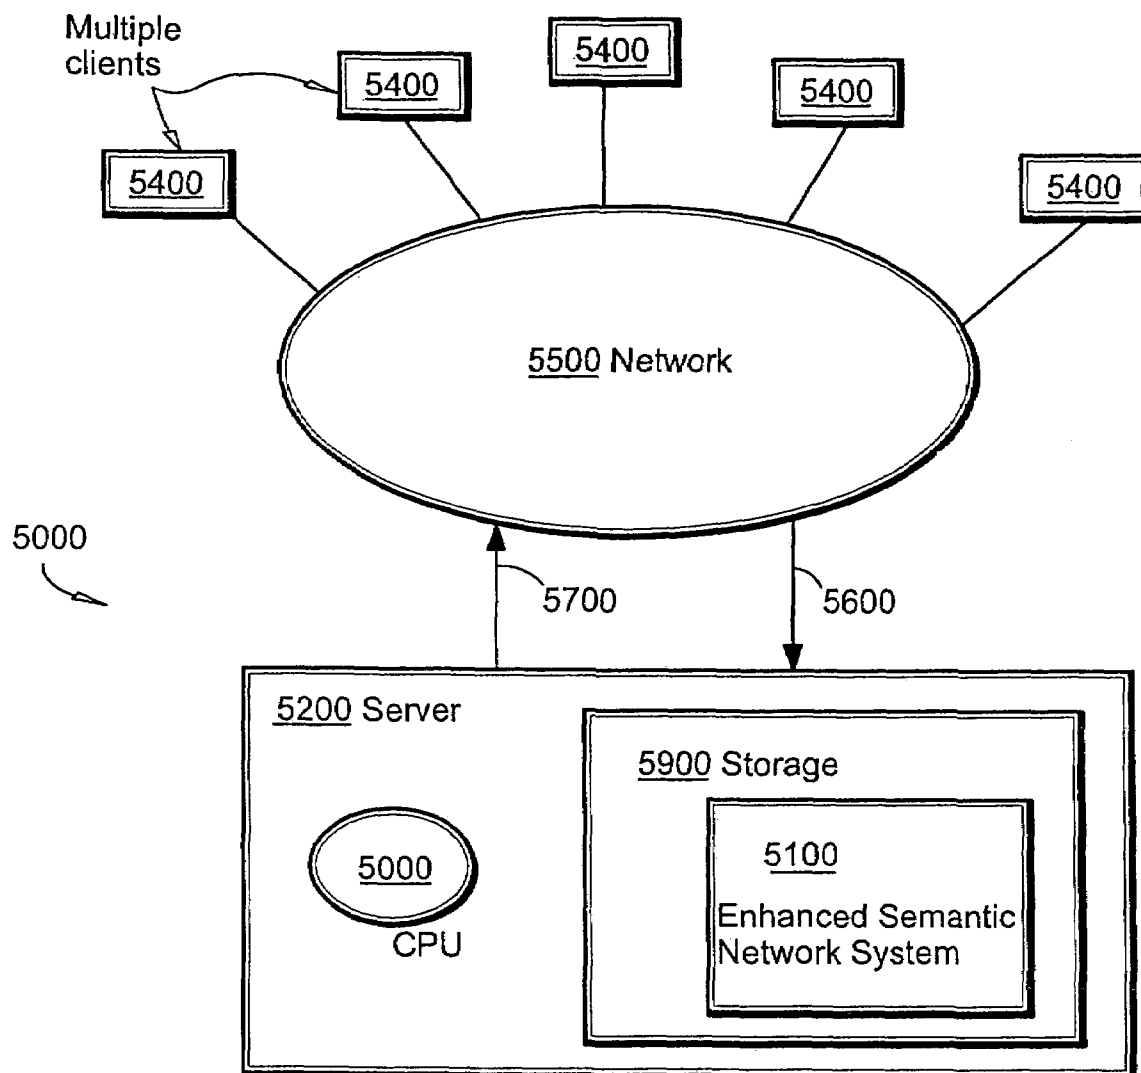 Multiple
clients
5400
5400
5400
5400
5400
5500 Network
5000
5700
5600
5200 Server
5900 Storage
5000
CPU
5100
Enhanced Semantic
Network System